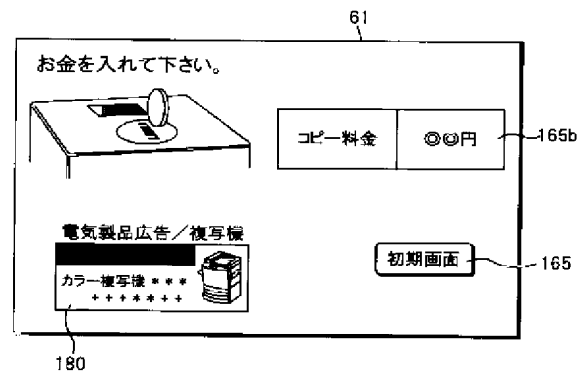 61
お金を入れて下さい。
コピー料金 ◎◎円
165b
電気製品広告／複写機
カラー複写機 * * *
+ + + + + + +
初期画面
165
180